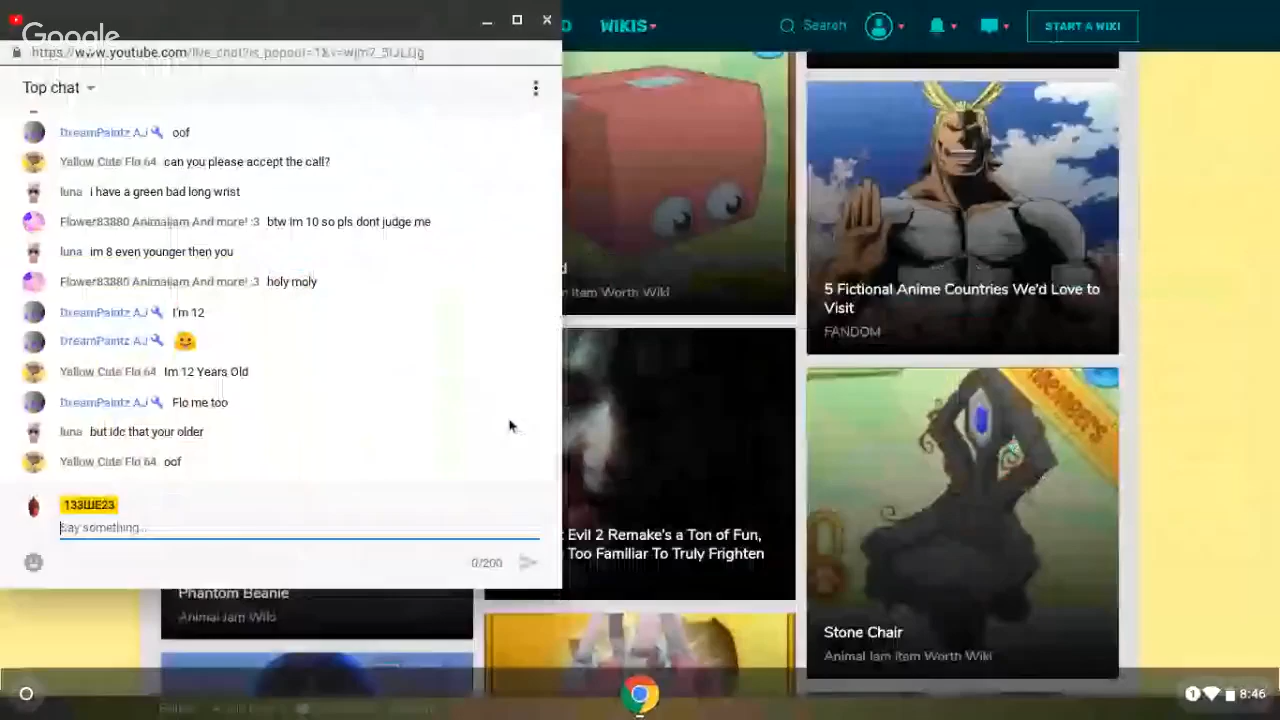 Google
https://www.youtube.com/live_chat?is_popout=1&v=
Top chat
DreamPaintz AJ oof
Yellow Cute Flo 64 can you please accept the call?
luna i have a green bad long wrist
Flower83880 Animaljam And more! :3 btw im 10 so pls dont judge me
luna im 8 even younger then you
Flower83880 Animaljam And more! :3 holy moly
DreamPaintz AJ I'm 12
DreamPaintz AJ
Yellow Cute Flo 64 Im 12 Years Old
DreamPaintz AJ Flo me too
luna but idc that your older
Yellow Cute Flo 64 oof
133ШЕ23
Say something...
0/200
WIKIS
Search
START A WIKI
Item Worth Wiki
5 Fictional Anime Countries We'd Love to
Visit
FANDOM
Evil 2 Remake's a Ton of Fun,
Too Familiar To Truly Frighten
MEMBERS
Stone Chair
Animal Jam Item Worth Wiki
Phantom Beanie
Animal Jam Wiki
1
8:46